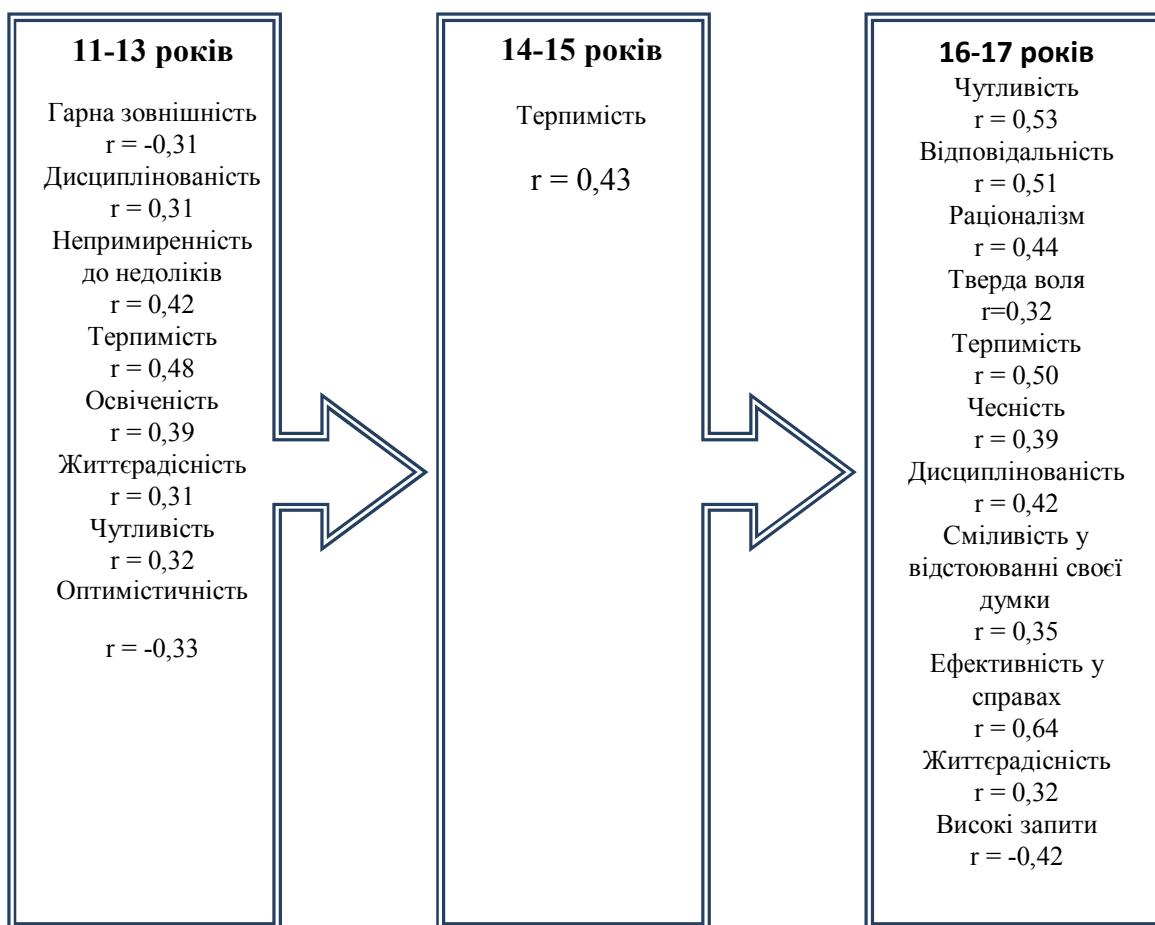 11-13 років
Гарна зовнішність
r = -0,31
Дисциплінованість
r = 0,31
Непримиренність
до недоліків
r = 0,42
Терпимість
r = 0,48
Освіченість
r = 0,39
Життєрадісність
r = 0,31
Чутливість
r = 0,32
Оптимістичність
r = -0,33
14-15 років
Терпимість
r = 0,43
16-17 років
Чутливість
r = 0,53
Відповідальність
r = 0,51
Раціоналізм
r = 0,44
Тверда воля
r=0,32
Терпимість
r = 0,50
Чесність
r = 0,39
Дисциплінованість
r = 0,42
Сміливість у
відстоюванні своєї
думки
r = 0,35
Ефективність у
справах
r = 0,64
Життєрадісність
r = 0,32
Високі запити
r = -0,42